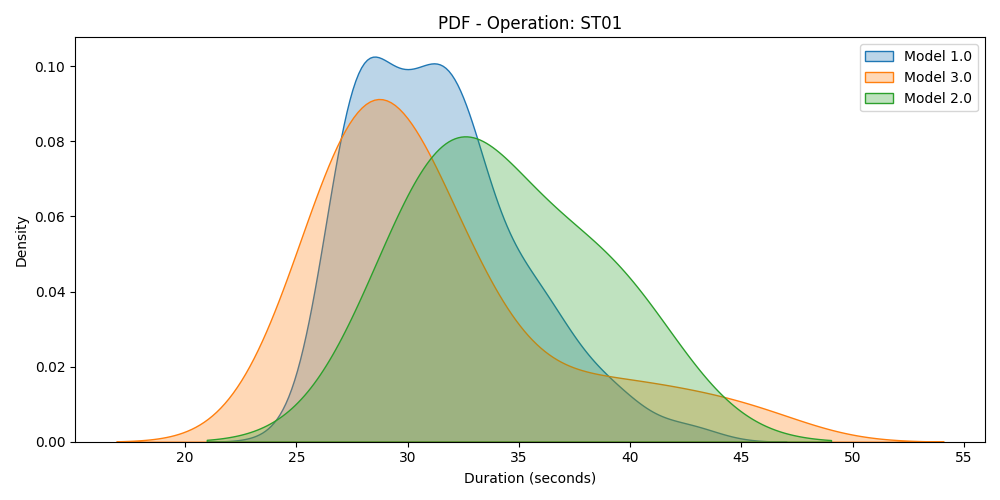 PDF - Operation: ST01
Model 1.0
Model 3.0
Model 2.0
Density
0.10
0.08
0.06
0.04
0.02
0.00
20 25 30 35 40 45 50 55
Duration (seconds)